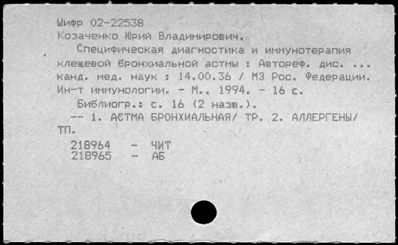 Шифр 02-22538
Козаченко Юрий Владимирович.
Специфическая диагностика и иммунотерапия
клещевой бронхиальной астмы : Автореф. дис. ...
канд. мед. наук : 14.00.36 / МЗ Рос. Федерации.
Ин-т иммунологии. - М., 1994. - 16 с.
Библиогр.: с. 16 (2 назв.).
-- 1. АСТМА БРОНХИАЛЬНАЯ/ ТР. 2. АЛЛЕРГЕНЫ/
ТП.
218964 - ЧИТ
218965 - АБ